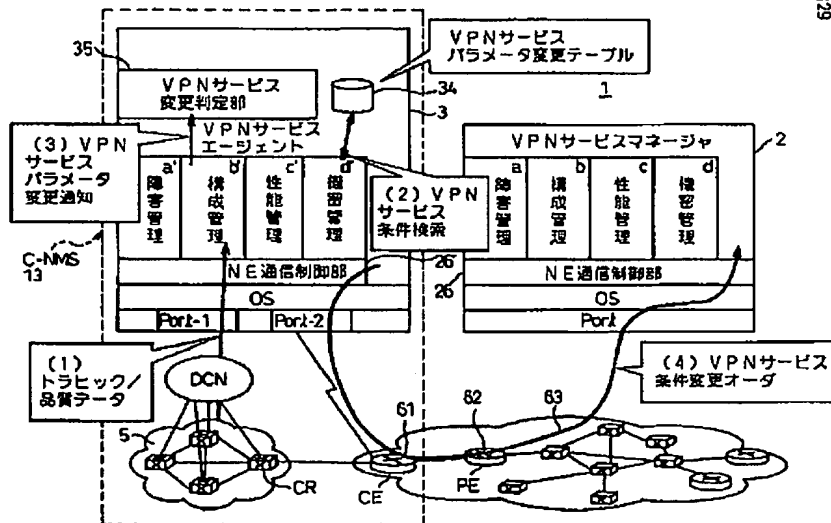 VPNサービス
パラメータ変更テーブル
35
VPNサービス
変更判定部
34
3
1
VPNサービス
エージェント
(3)VPN
サービス
パラメータ
変更通知
a'
b'
c'
d'
障害管理
構成管理
性能管理
機密管理
(2)VPN
サービス
条件検索
VPNサービスマネージャ
2
a
b
c
d
障害管理
構成管理
性能管理
機密管理
C-NMS
13
NE通信制御部
26'
OS
Port-1
Port-2
26
NE通信制御部
OS
Port
(1)
トラヒック/
品質データ
DCN
(4)VPNサービス
条件変更オーダ
5
CR
61
CE
62
PE
63